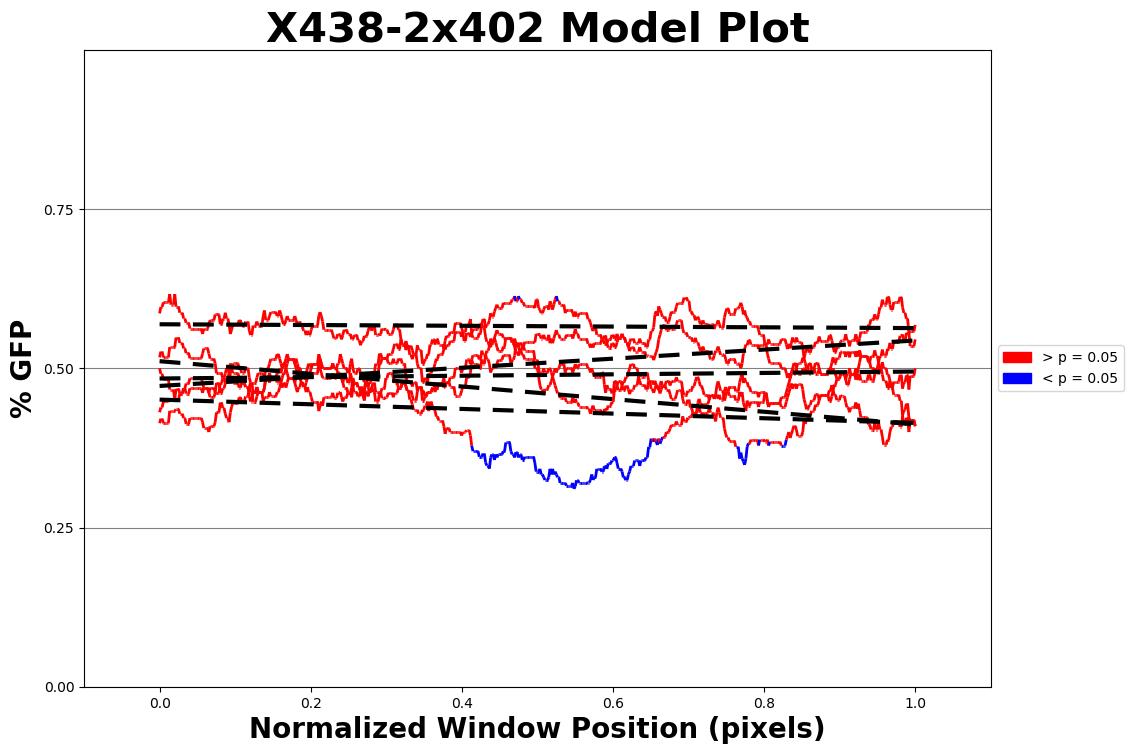 X438-2x402 Model Plot
% GFP
0.75
0.50
0.25
0.00
0.0 0.2 0.4 0.6 0.8 1.0
Normalized Window Position (pixels)
> p = 0.05
< p = 0.05